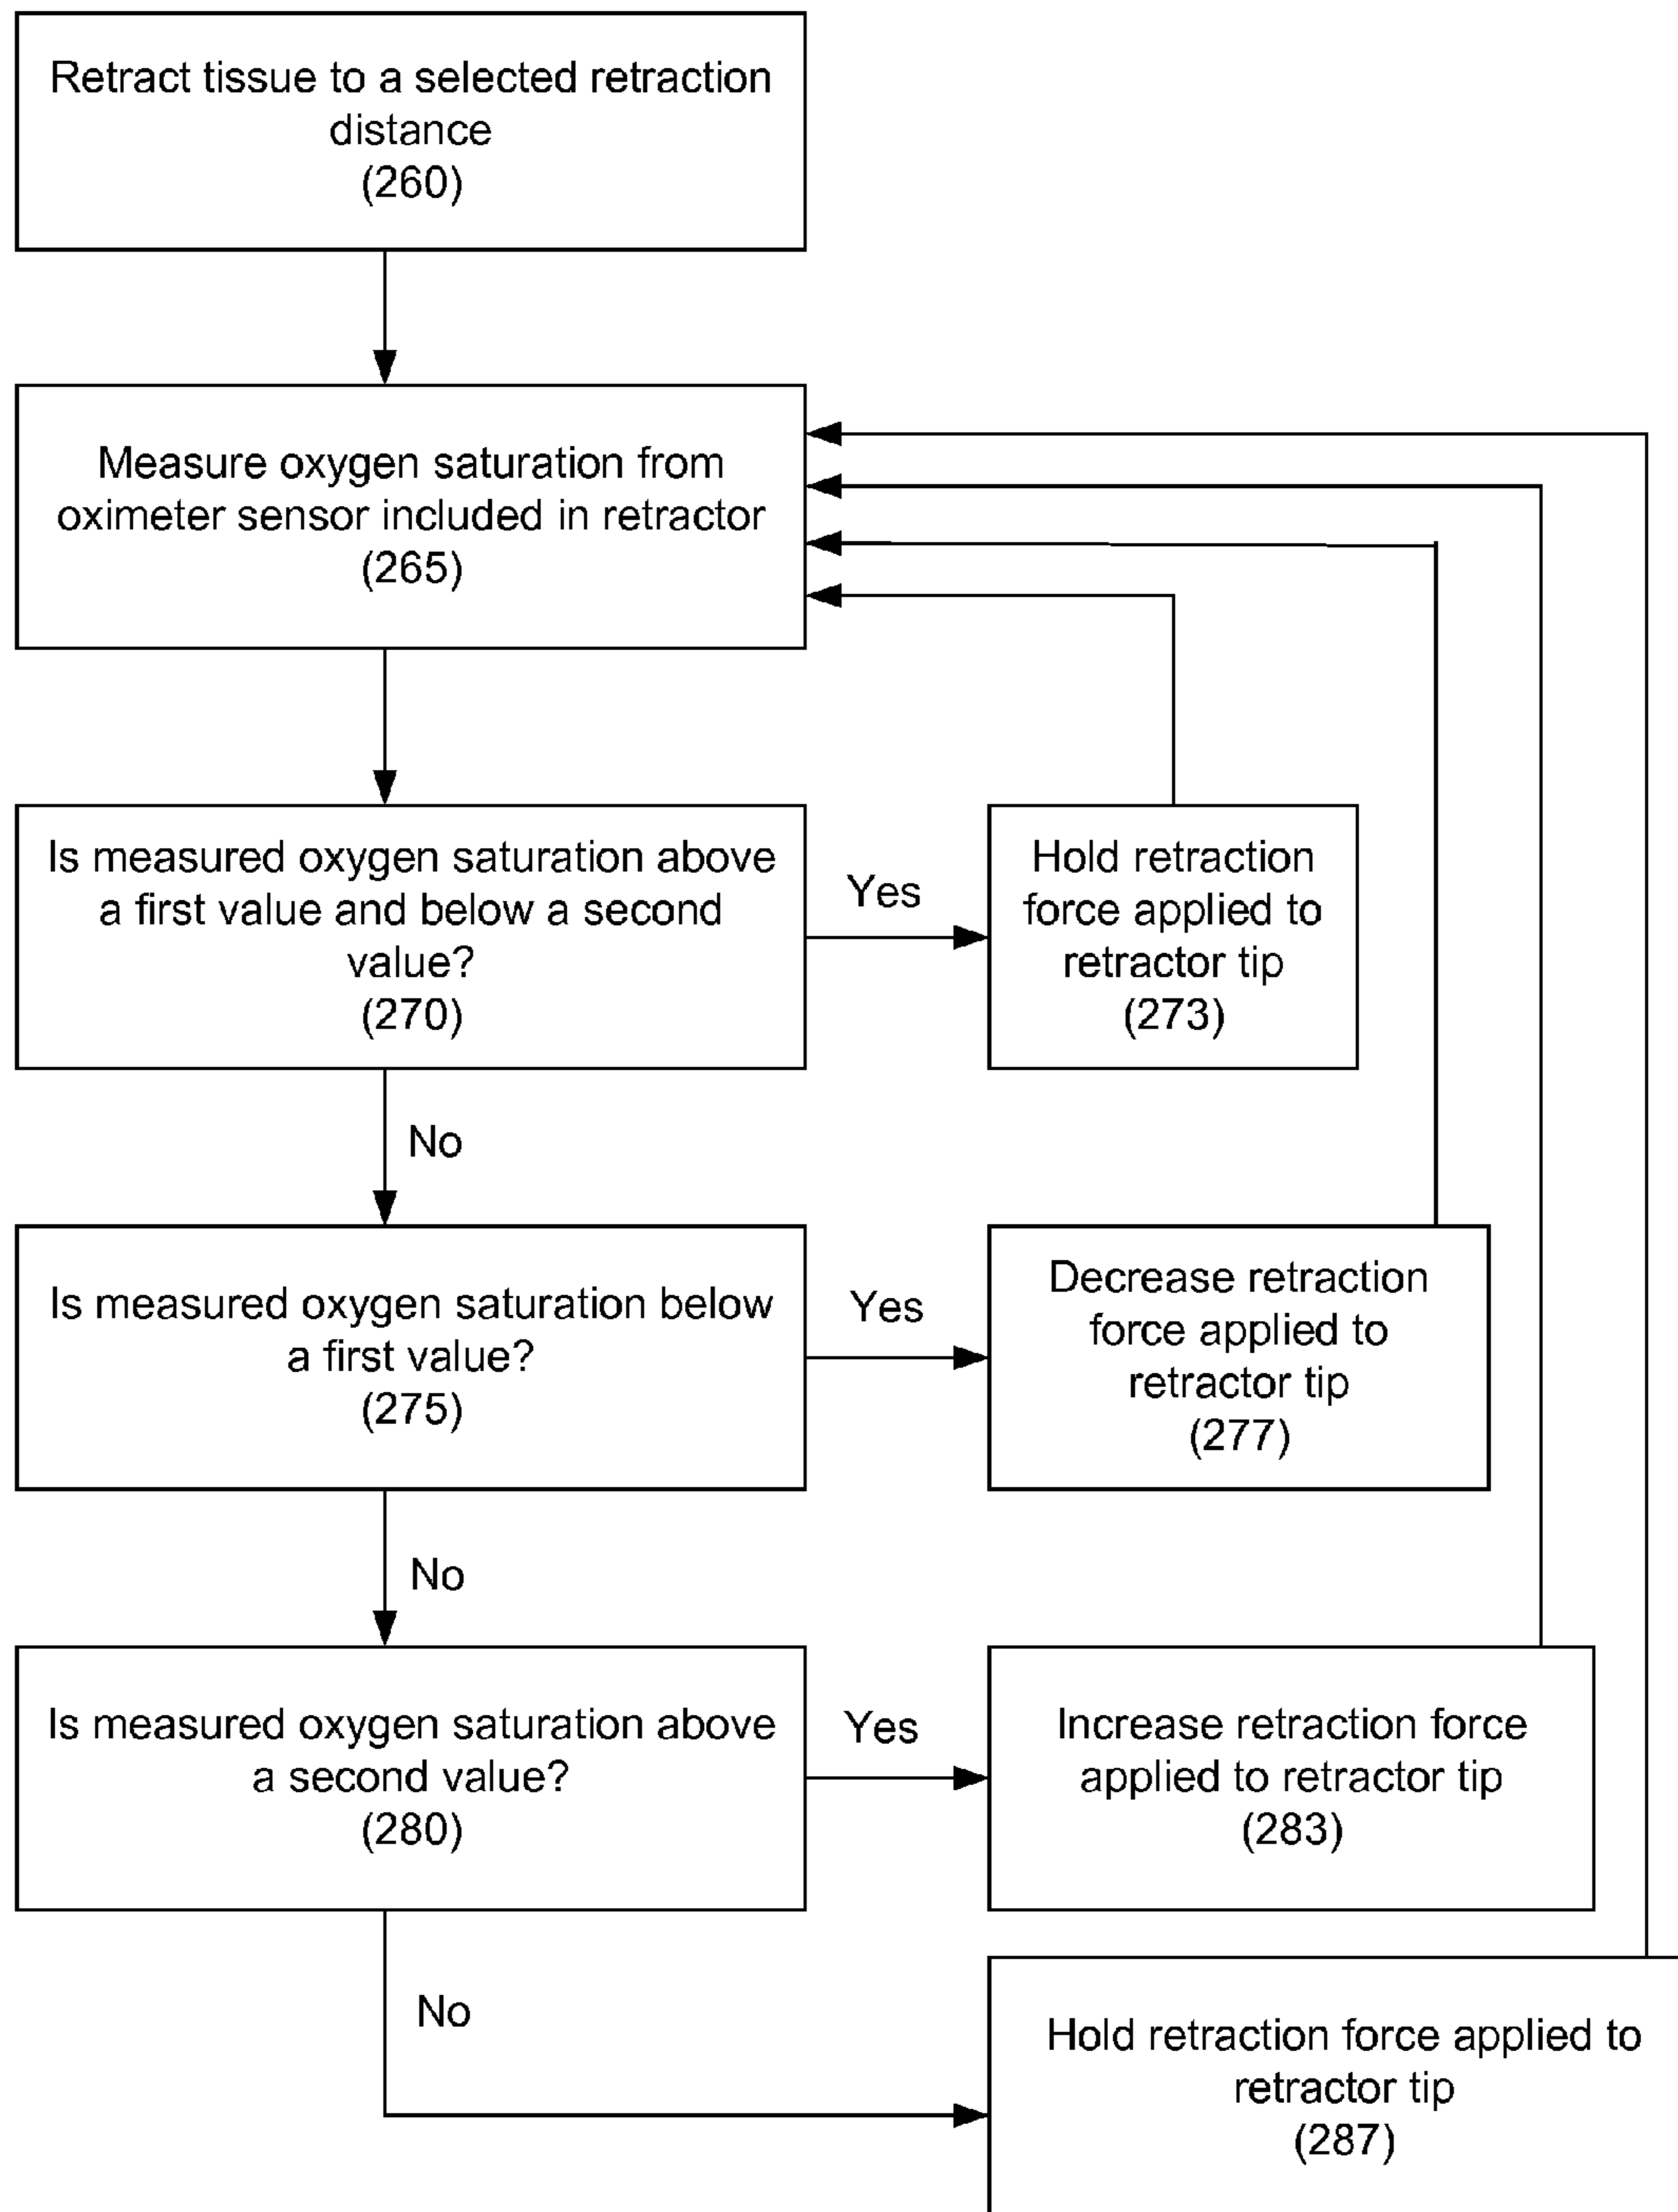 Retract tissue to a selected retraction
distance
(260)
Measure oxygen saturation from
oximeter sensor included in retractor
(265)
Is measured oxygen saturation above
a first value and below a second
value?
(270)
Yes
Hold retraction
force applied to
retractor tip
(273)
No
Is measured oxygen saturation below
a first value?
(275)
Yes
Decrease retraction
force applied to
retractor tip
(277)
No
Is measured oxygen saturation above
a second value?
(280)
Yes
Increase retraction force
applied to retractor tip
(283)
No
Hold retraction force applied to
retractor tip
(287)